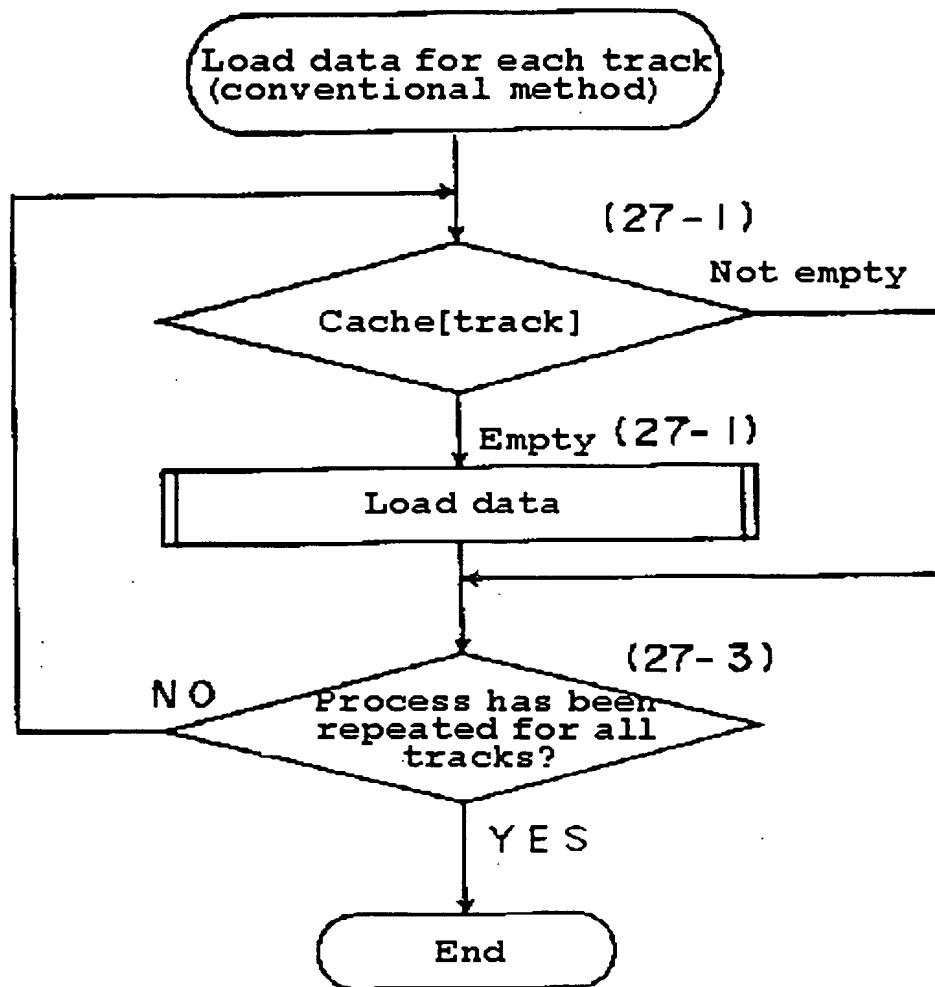 Load data for each track
(conventional method)
(27-1)
Not empty
Cache[track]
Empty (27-1)
Load data
(27-3)
NO
Process has been
repeated for all
tracks?
YES
End